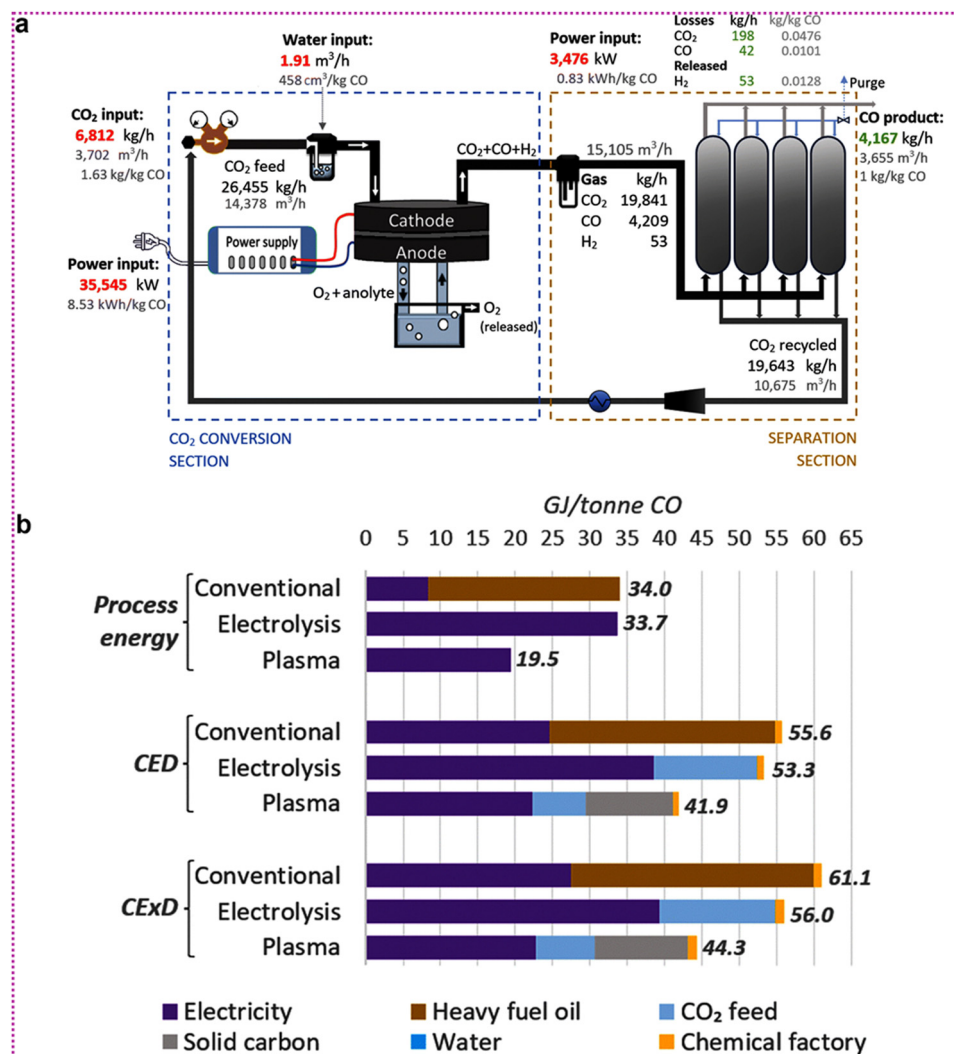 a
Water input:
1.91 m³/h
458 cm³/kg CO
Power input:
3,476 kW
0.83 kWh/kg CO
Losses kg/h kg/kg CO
CO₂ 198 0.0476
CO 42 0.0101
Released
H₂ 53 0.0128
Purge
CO₂ input:
6,812 kg/h
3,702 m³/h
1.63 kg/kg CO
CO₂ feed
26,455 kg/h
14,378 m³/h
CO₂+CO+H₂
15,105 m³/h
Gas kg/h
CO₂ 19,841
CO 4,209
H₂ 53
CO product:
4,167 kg/h
3,655 m³/h
1 kg/kg CO
Cathode
Anode
Power supply
Power input:
35,545 kW
8.53 kWh/kg CO
O₂ + anolyte
O₂
(released)
CO₂ recycled
19,643 kg/h
10,675 m³/h
CO₂ CONVERSION
SECTION
SEPARATION
SECTION
b
GJ/tonne CO
0 5 10 15 20 25 30 35 40 45 50 55 60 65
Process
energy
Conventional 34.0
Electrolysis 33.7
Plasma 19.5
CED
Conventional 55.6
Electrolysis 53.3
Plasma 41.9
CExD
Conventional 61.1
Electrolysis 56.0
Plasma 44.3
Electricity Heavy fuel oil CO₂ feed
Solid carbon Water Chemical factory